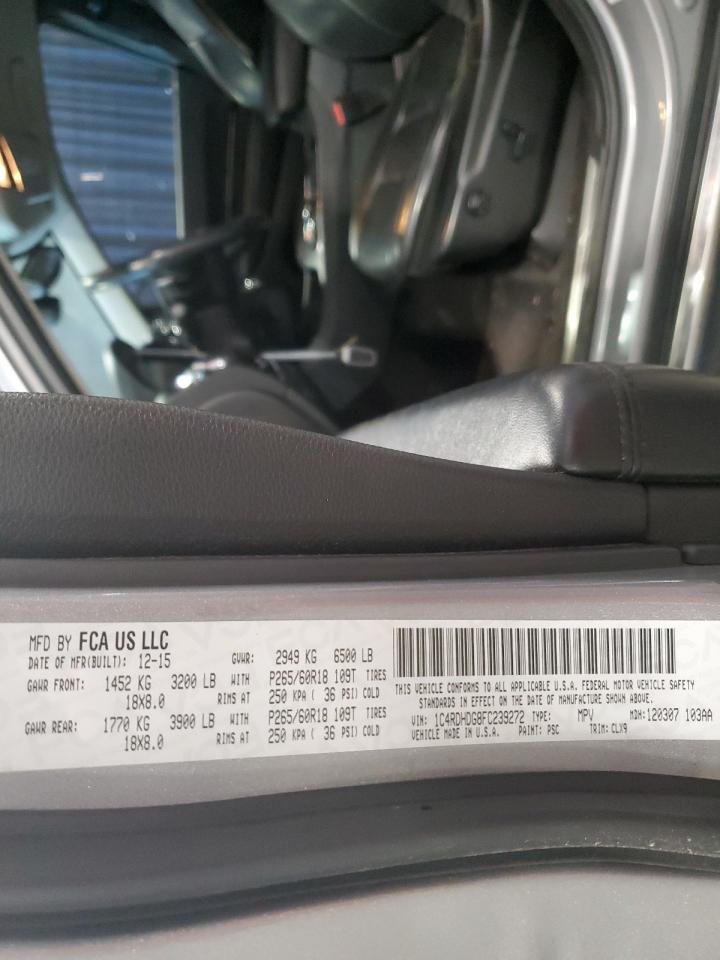 MFD BY FCA US LLC
DATE OF MFR(BUILT): 12-15 GVWR: 2949 KG 6500 LB
GAWR FRONT: 1452 KG 3200 LB WITH P265/60R18 109T TIRES
18X8.0 RIMS AT 250 KPA ( 36 PSI) COLD
GAWR REAR: 1770 KG 3900 LB WITH P265/60R18 109T TIRES
18X8.0 RIMS AT 250 KPA ( 36 PSI) COLD
THIS VEHICLE CONFORMS TO ALL APPLICABLE U.S.A. FEDERAL MOTOR VEHICLE SAFETY
STANDARDS IN EFFECT ON THE DATE OF MANUFACTURE SHOWN ABOVE.
VIN: 1C4RDHDG8FC239272 TYPE: MPV MDH: 120307 103AA
VEHICLE MADE IN U.S.A. PAINT: PSC TRIM: CLX9